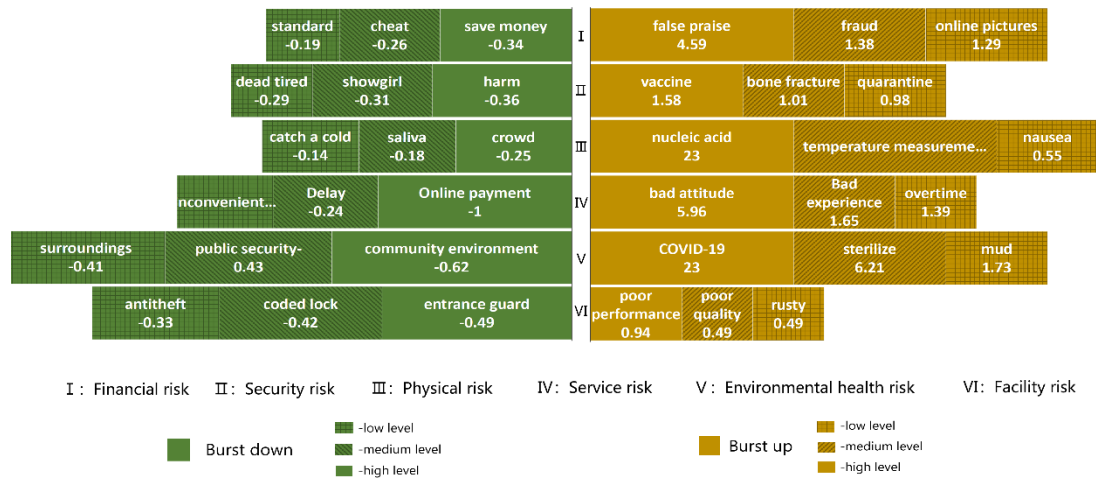 standard cheat save money I false praise fraud online pictures
-0.19 -0.26 -0.34 4.59 1.38 1.29
dead tired showgirl harm II vaccine bone fracture quarantine
-0.29 -0.31 -0.36 1.58 1.01 0.98
catch a cold saliva crowd III nucleic acid temperature measureme... nausea
-0.14 -0.18 -0.25 23 0.55
nconvenient... Delay Online payment IV bad attitude Bad experience overtime
-0.24 -1 5.96 1.65 1.39
surroundings public security- community environment V COVID-19 sterilize mud
-0.41 0.43 -0.62 23 6.21 1.73
antitheft coded lock entrance guard VI poor performance poor quality rusty
-0.33 -0.42 -0.49 0.94 0.49 0.49
I : Financial risk II : Security risk III : Physical risk IV : Service risk V : Environmental health risk VI : Facility risk
Burst down
-low level
-medium level
-high level
Burst up
-low level
-medium level
-high level